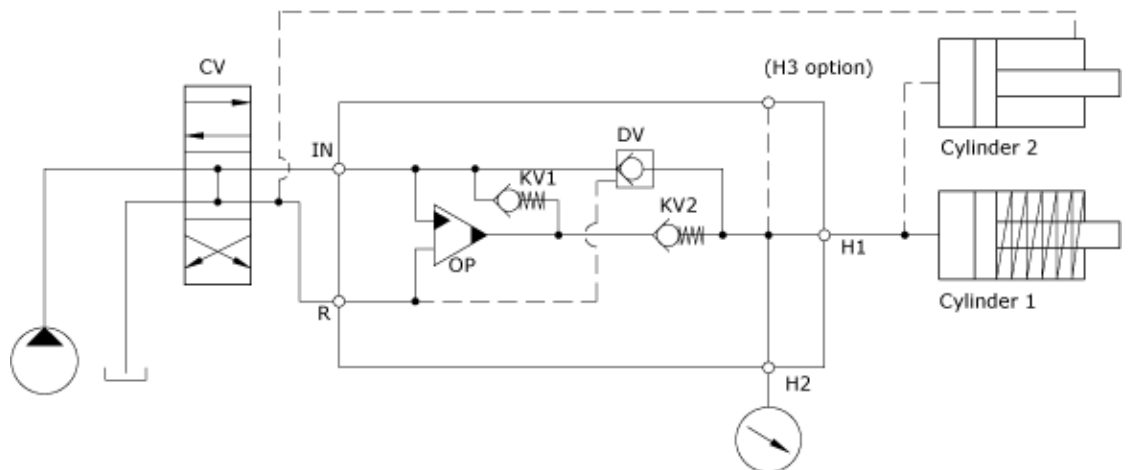 CV
(H3 option)
IN
DV
Cylinder 2
KV1
KV2
OP
H1
R
Cylinder 1
H2